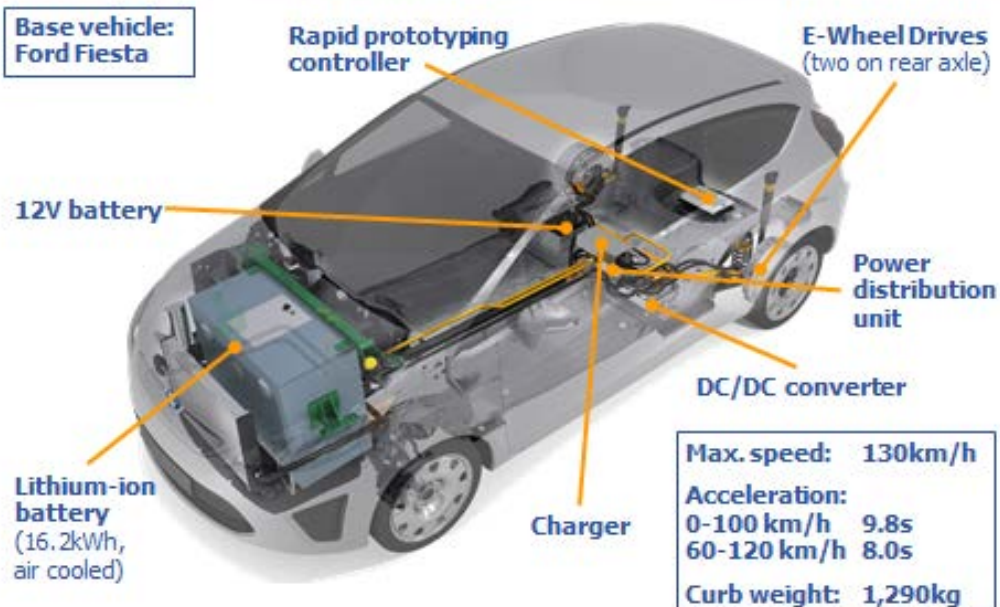 Base vehicle:
Ford Fiesta
Rapid prototyping
controller
E-Wheel Drives
(two on rear axle)
12V battery
Power
distribution
unit
DC/DC converter
Lithium-ion
battery
(16.2kWh,
air cooled)
Charger
Max. speed: 130km/h
Acceleration:
0-100 km/h 9.8s
60-120 km/h 8.0s
Curb weight: 1,290kg